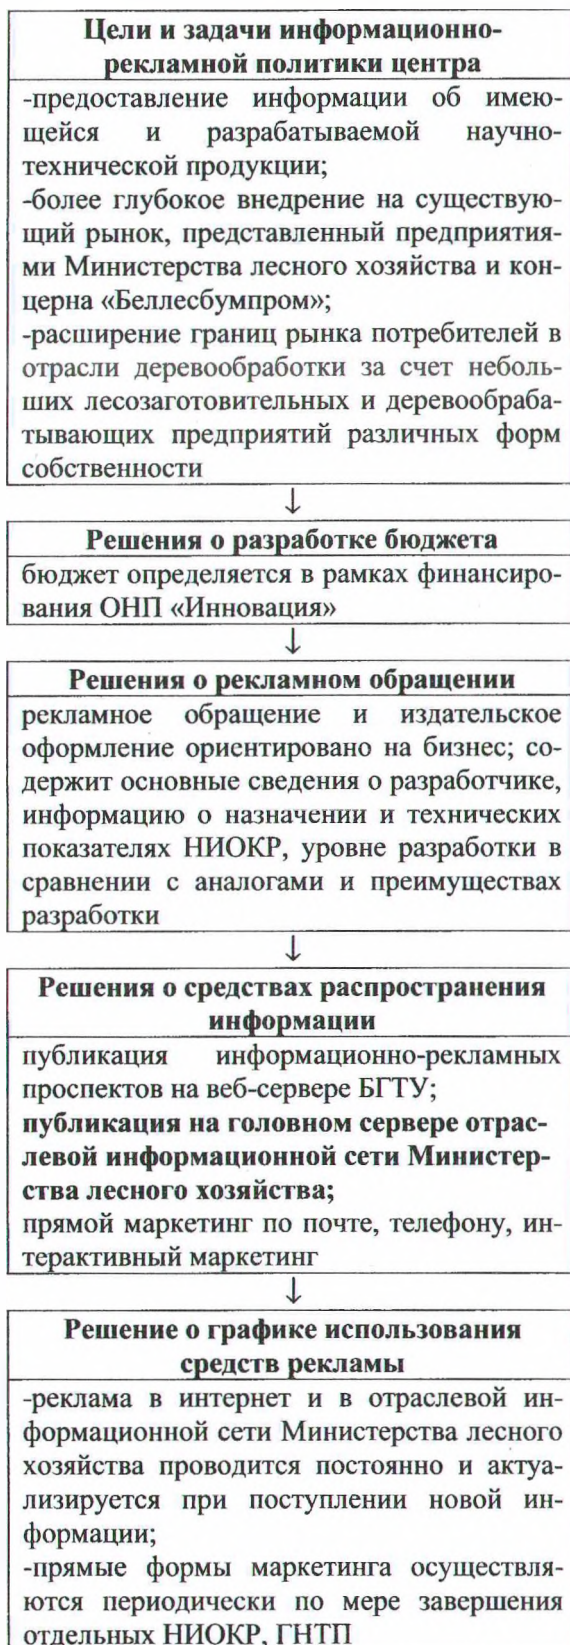 Цели и задачи информационно-
рекламной политики центра
-предоставление информации об имею-
щейся и разрабатываемой научно-
технической продукции;
-более глубокое внедрение на существую-
щий рынок, представленный предприятия-
ми Министерства лесного хозяйства и кон-
церна «Беллесбумпром»;
-расширение границ рынка потребителей в
отрасли деревообработки за счет неболь-
ших лесозаготовительных и деревообраба-
тывающих предприятий различных форм
собственности
↓
Решения о разработке бюджета
бюджет определяется в рамках финансиро-
вания ОНП «Инновация»
↓
Решения о рекламном обращении
рекламное обращение и издательское
оформление ориентировано на бизнес; со-
держит основные сведения о разработчике,
информацию о назначении и технических
показателях НИОКР, уровне разработки в
сравнении с аналогами и преимуществах
разработки
↓
Решения о средствах распространения
информации
публикация информационно-рекламных
проспектов на веб-сервере БГТУ;
публикация на головном сервере отрас-
левой информационной сети Министер-
ства лесного хозяйства;
прямой маркетинг по почте, телефону, ин-
терактивный маркетинг
↓
Решение о графике использования
средств рекламы
-реклама в интернет и в отраслевой ин-
формационной сети Министерства лесного
хозяйства проводится постоянно и актуа-
лизируется при поступлении новой ин-
формации;
-прямые формы маркетинга осуществля-
ются периодически по мере завершения
отдельных НИОКР, ГНТП